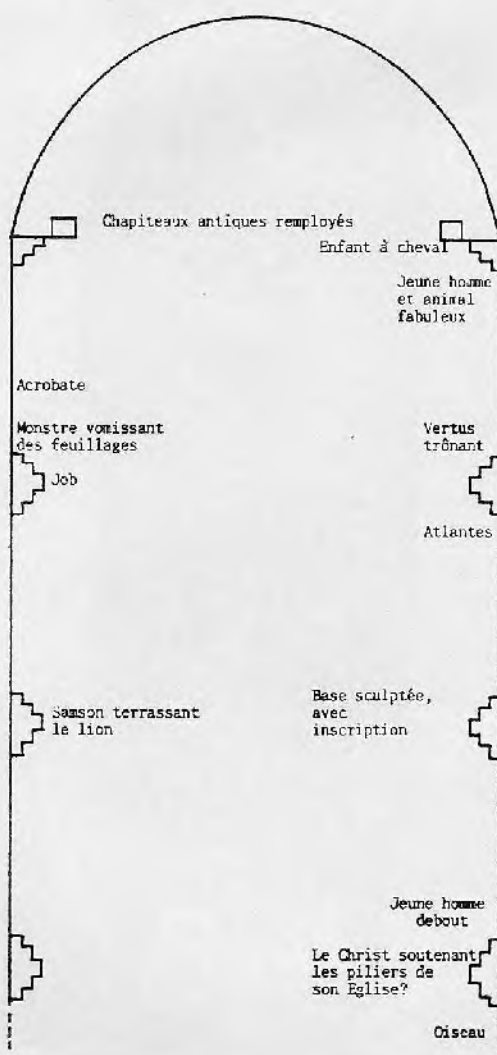 Chapiteaux antiques remployés
Enfant à cheval
Jeune homme
et animal
fabuleux
Acrobate
Monstre vomissant
des feuillages
Job
Vertus
trônant
Atlantes
Samson terrassant
le lion
Base sculptée,
avec
inscription
Jeune homme
debout
Le Christ soutenant
les piliers de
son Eglise?
Oiseau